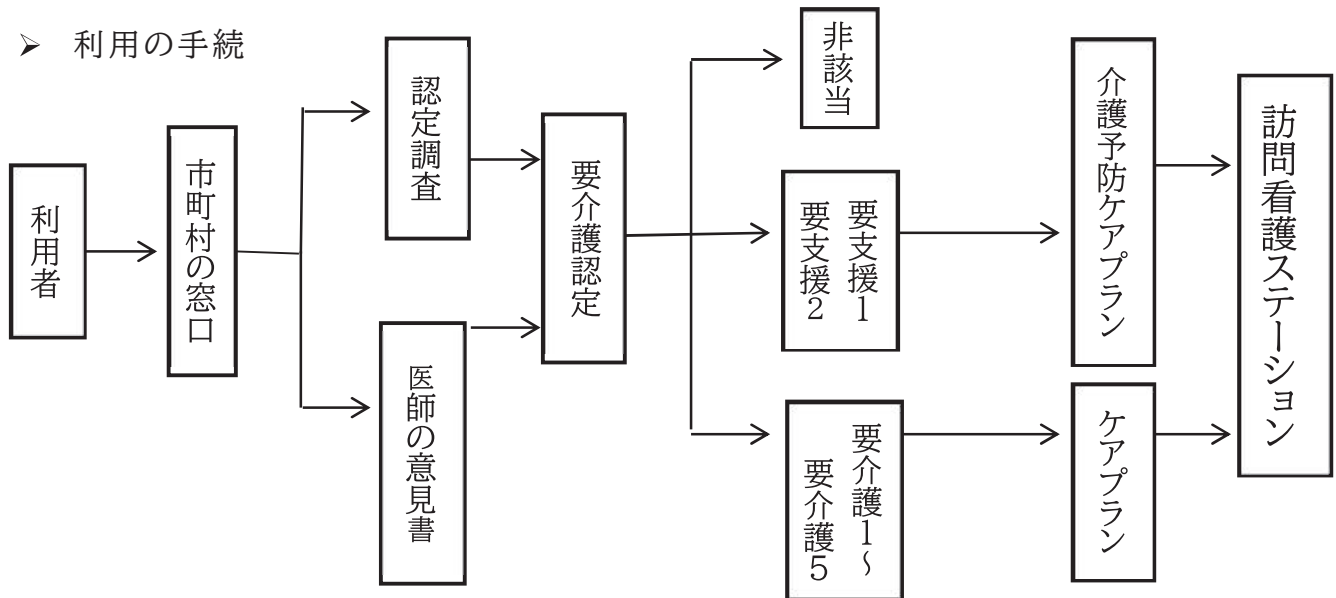 ➢ 利用の手続
利用者
市町村の窓口
認定調査
医師の意見書
要介護認定
非該当
要支援1
要支援2
要介護1~
要介護5
介護予防ケアプラン
ケアプラン
訪問看護ステーション